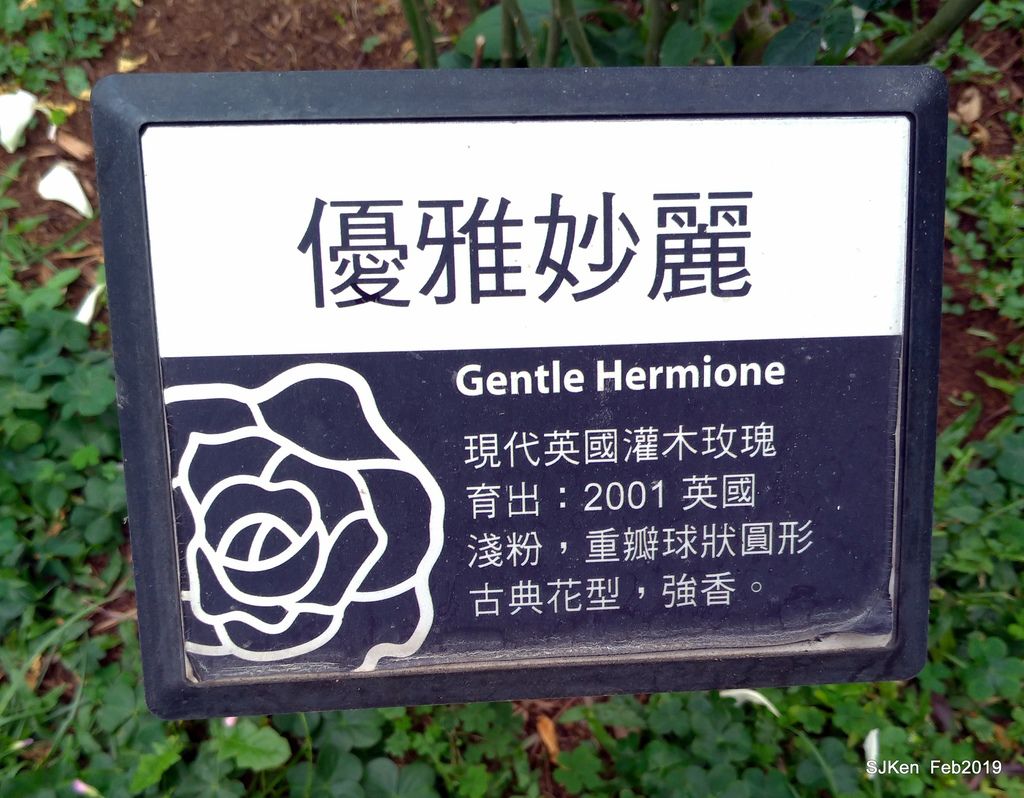 優雅妙麗
Gentle Hermione
現代英國灌木玫瑰
育出：2001 英國
淺粉，重瓣球狀圓形
古典花型，強香。
SJKen Feb2019